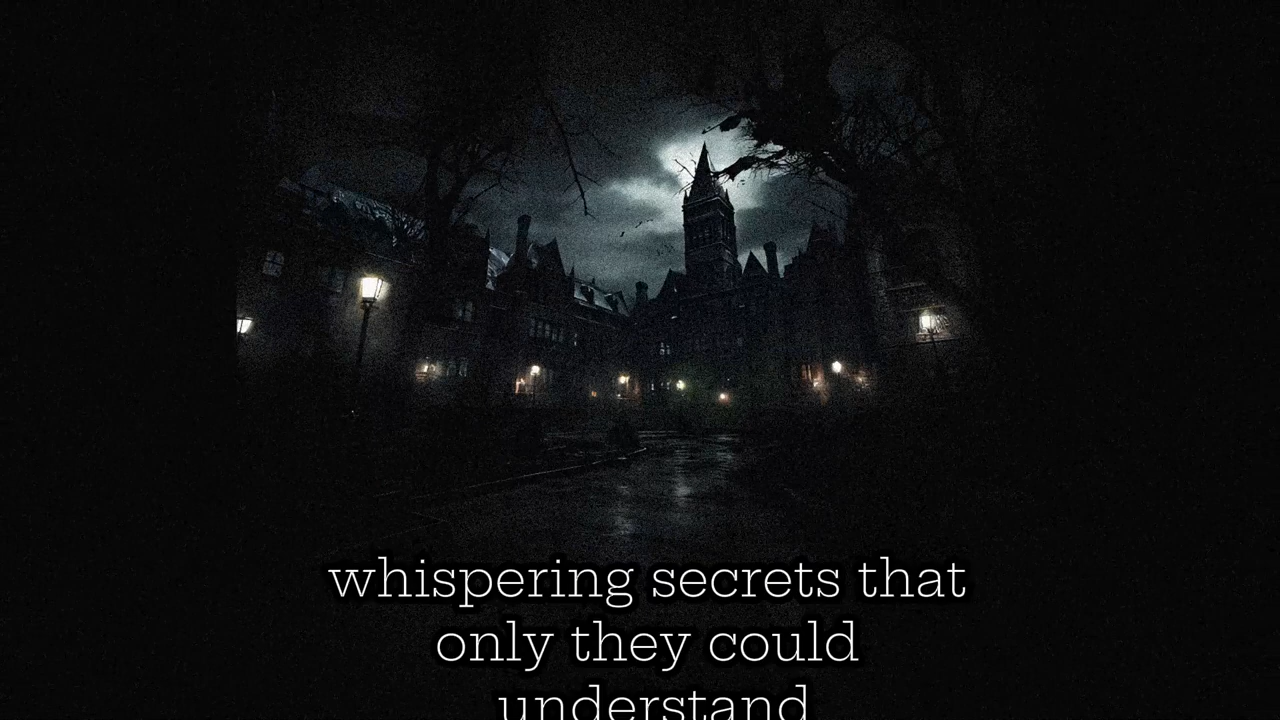 whispering secrets that
only they could
understand